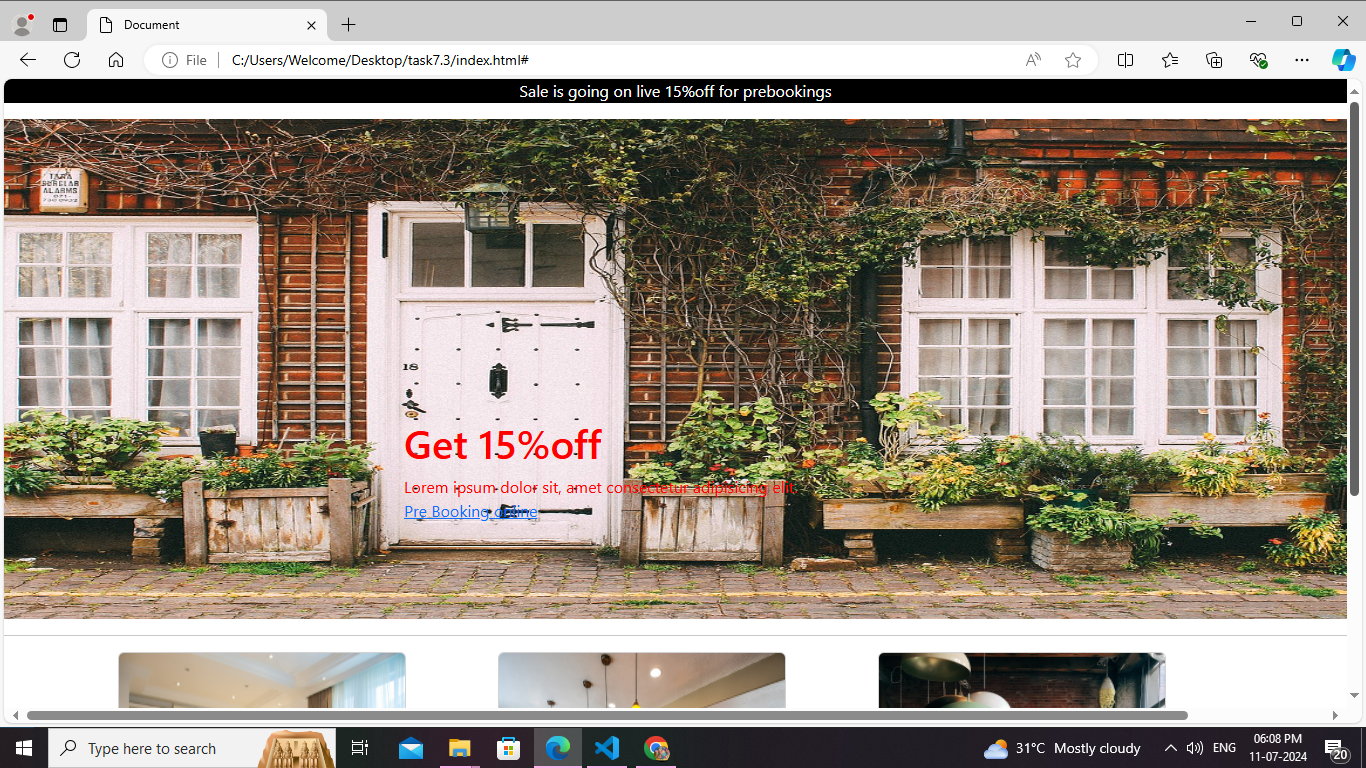 Document
File
C:/Users/Welcome/Desktop/task7.3/index.html#
Sale is going on live 15%off for prebookings
BURGLAR
ALARMS
18
Get 15%off
Lorem ipsum dolor sit, amet consectetur adipisicing elit.
Pre Booking online
Type here to search
31°C Mostly cloudy
ENG
06:08 PM
11-07-2024
20